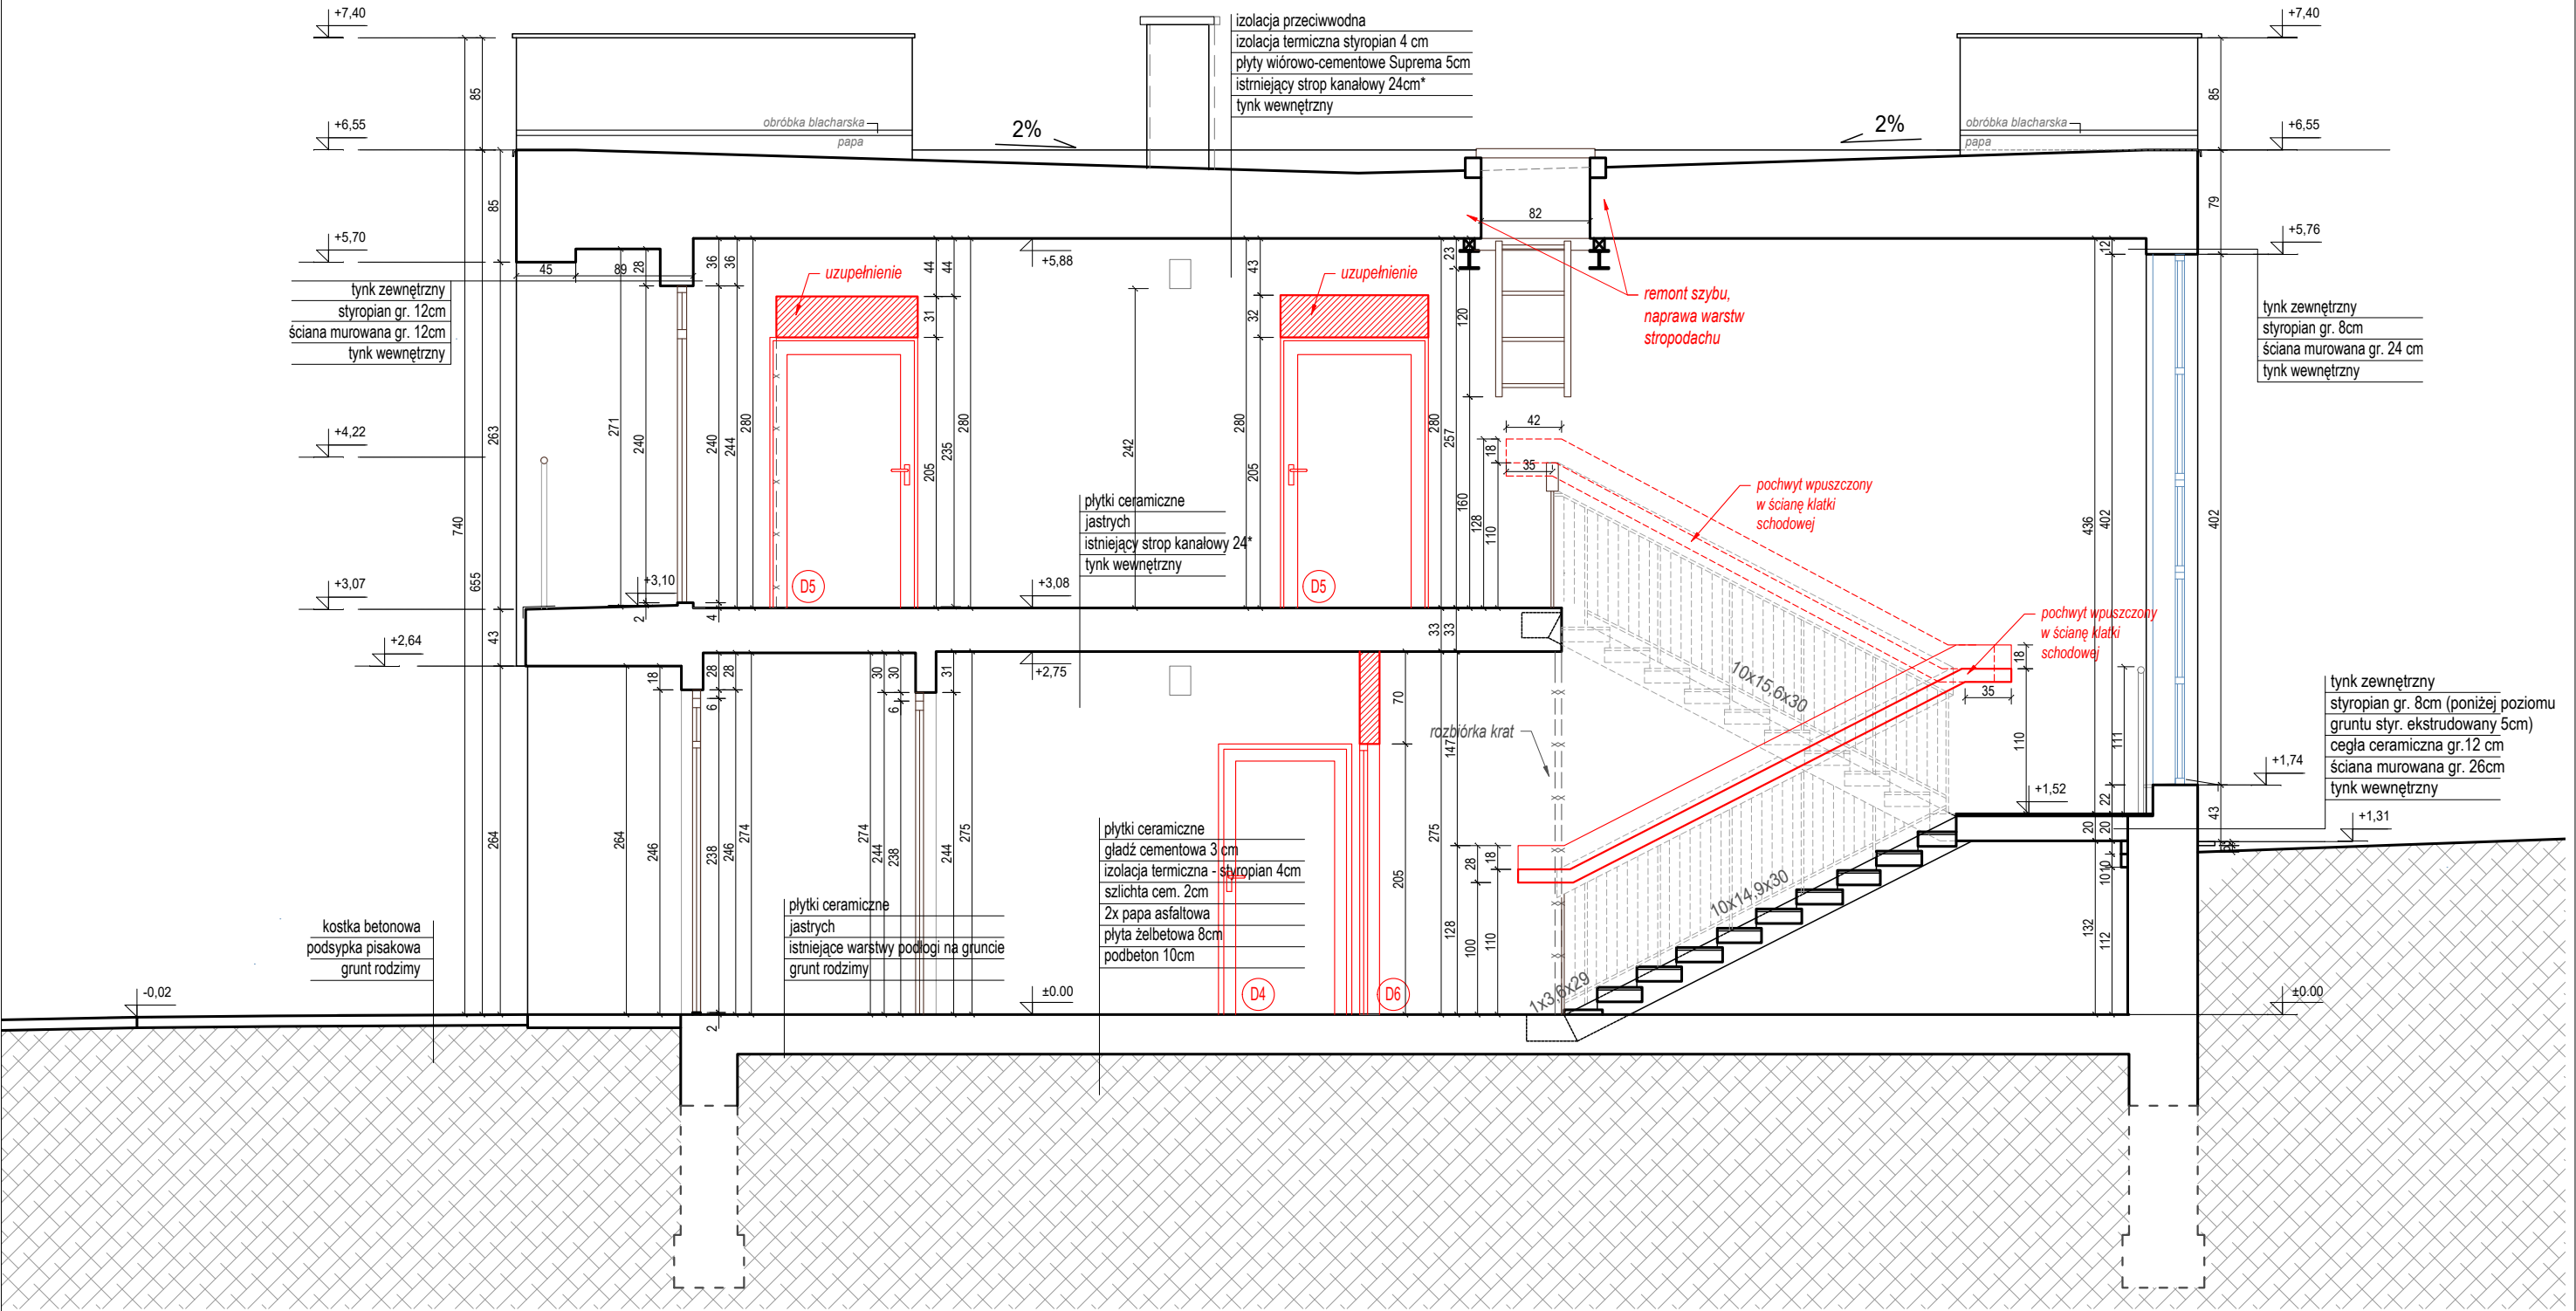 +7,40
+6,55
+5,70
+4,22
+3,07
+2,64
-0,02
izolacja przeciwwodna
izolacja termiczna styropian 4 cm
płyty wiórowo-cementowe Suprema 5cm
istrniejący strop kanałowy 24cm*
tynk wewnętrzny
obróbka blacharska
papa
2%
2%
obróbka blacharska
papa
+7,40
+6,55
+5,76
85
85
263
43
264
740
655
85
79
402
43
45
89
28
271
240
36
36
240
244
280
+5,88
82
23
12
tynk zewnętrzny
styropian gr. 12cm
ściana murowana gr. 12cm
tynk wewnętrzny
uzupełnienie
44
44
31
205
235
280
242
uzupełnienie
43
32
280
205
280
257
120
160
128
18
110
remont szybu,
naprawa warstw
stropodachu
tynk zewnętrzny
styropian gr. 8cm
ściana murowana gr. 24 cm
tynk wewnętrzny
42
35
pochwyt wpuszczony
w ścianę klatki
schodowej
436
402
płytki ceramiczne
jastrych
istniejący strop kanałowy 24*
tynk wewnętrzny
D5
D5
+3,10
+3,08
2
4
33
33
pochwyt wpuszczony
w ścianę klatki
schodowej
+2,75
18
28
28
6
30
30
6
31
264
246
238
246
274
274
244
238
244
275
2
70
205
147
275
128
28
100
18
110
rozbiórka krat
10x15,6x30
10x14,9x30
1x3,6x29
18
35
110
111
+1,52
22
20
20
132
112
+1,74
+1,31
tynk zewnętrzny
styropian gr. 8cm (poniżej poziomu
gruntu styr. ekstrudowany 5cm)
cegła ceramiczna gr.12 cm
ściana murowana gr. 26cm
tynk wewnętrzny
płytki ceramiczne
gładź cementowa 3 cm
izolacja termiczna - styropian 4cm
szlichta cem. 2cm
2x papa asfaltowa
płyta żelbetowa 8cm
podbeton 10cm
płytki ceramiczne
jastrych
istniejące warstwy podłogi na gruncie
grunt rodzimy
kostka betonowa
podsypka pisakowa
grunt rodzimy
±0.00
D4
D6
±0.00